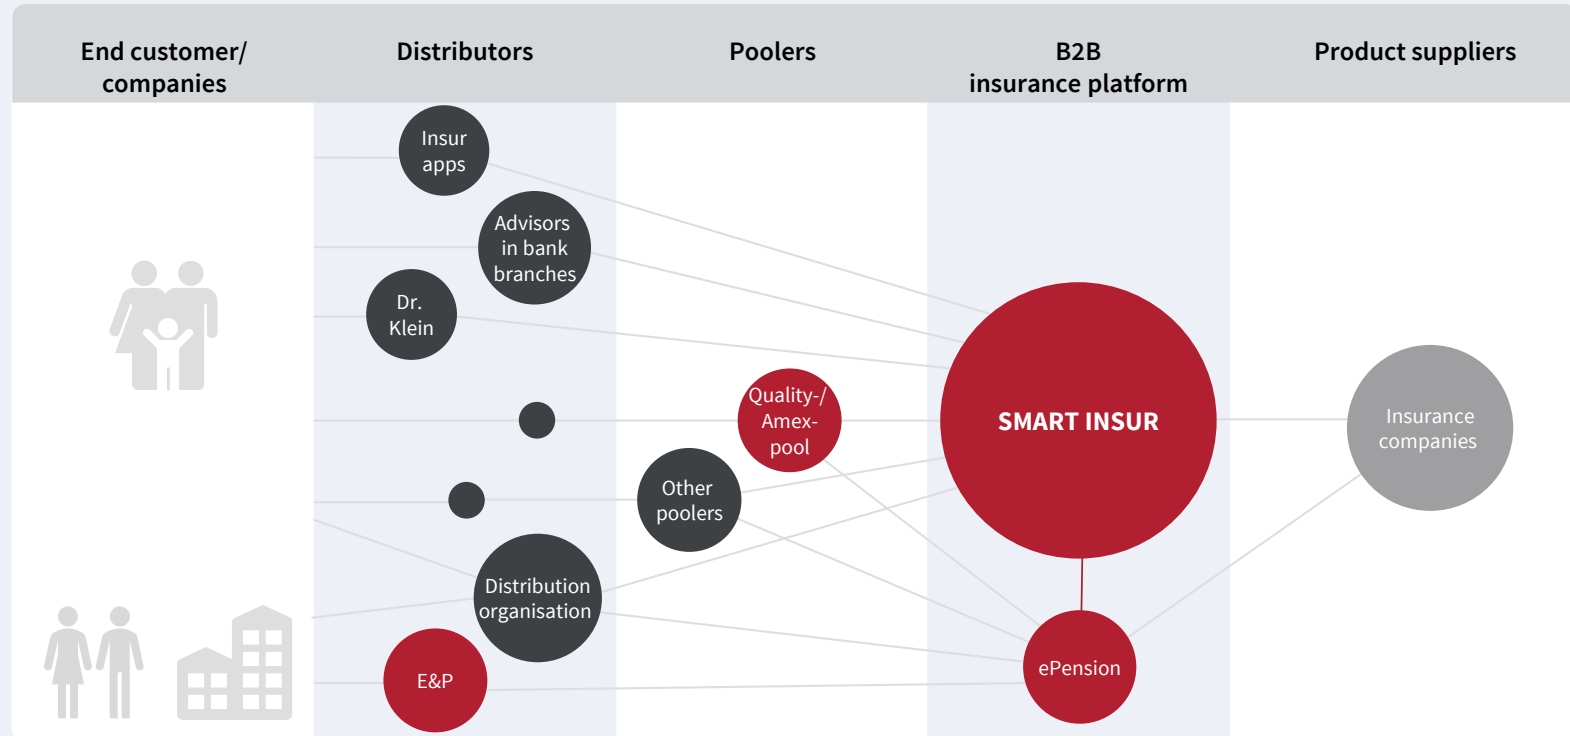 End customer/
companies
Distributors
Poolers
B2B
insurance platform
Product suppliers
Insur
apps
Advisors
in bank
branches
Dr.
Klein
Quality-/
Amex-
pool
Other
poolers
Distribution
organisation
E&P
SMART INSUR
ePension
Insurance
companies